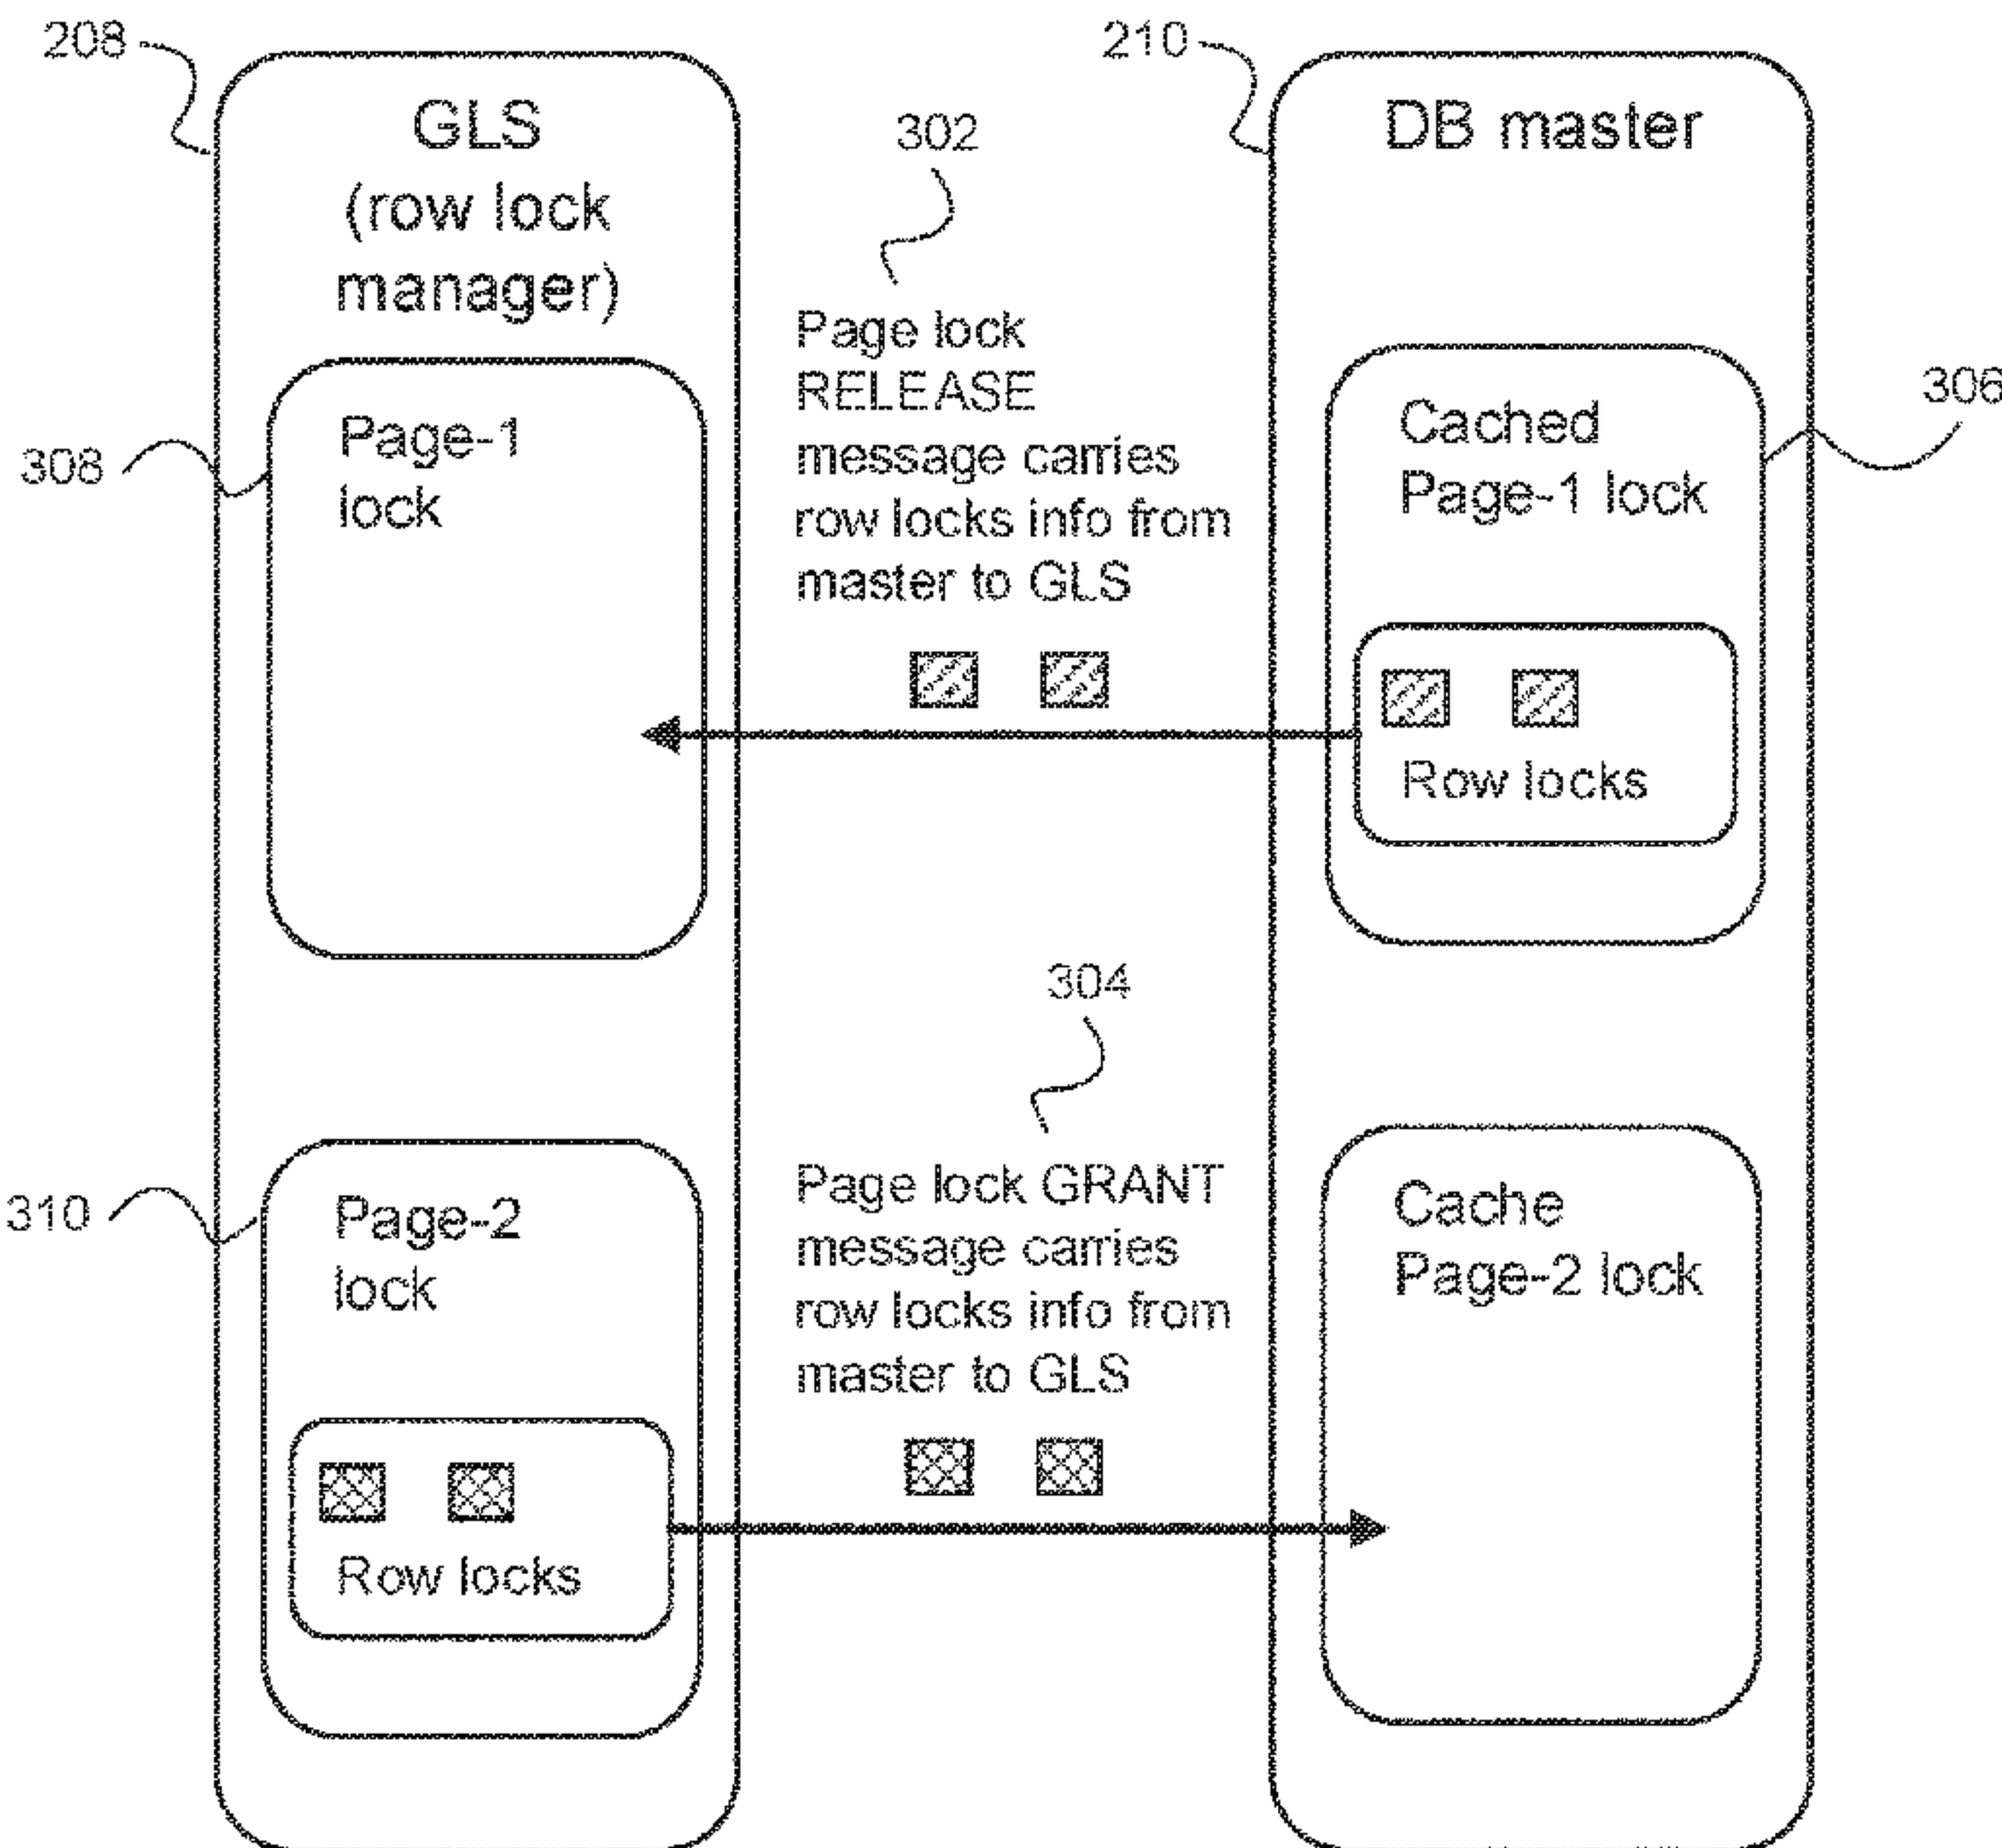 208
210
GLS
(row lock
manager)
302
DB master
Page lock
RELEASE
message carries
row locks info from
master to GLS
308
Page-1
lock
Cached
Page-1 lock
306
Row locks
304
310
Page-2
lock
Row locks
Page lock GRANT
message carries
row locks info from
master to GLS
Cache
Page-2 lock